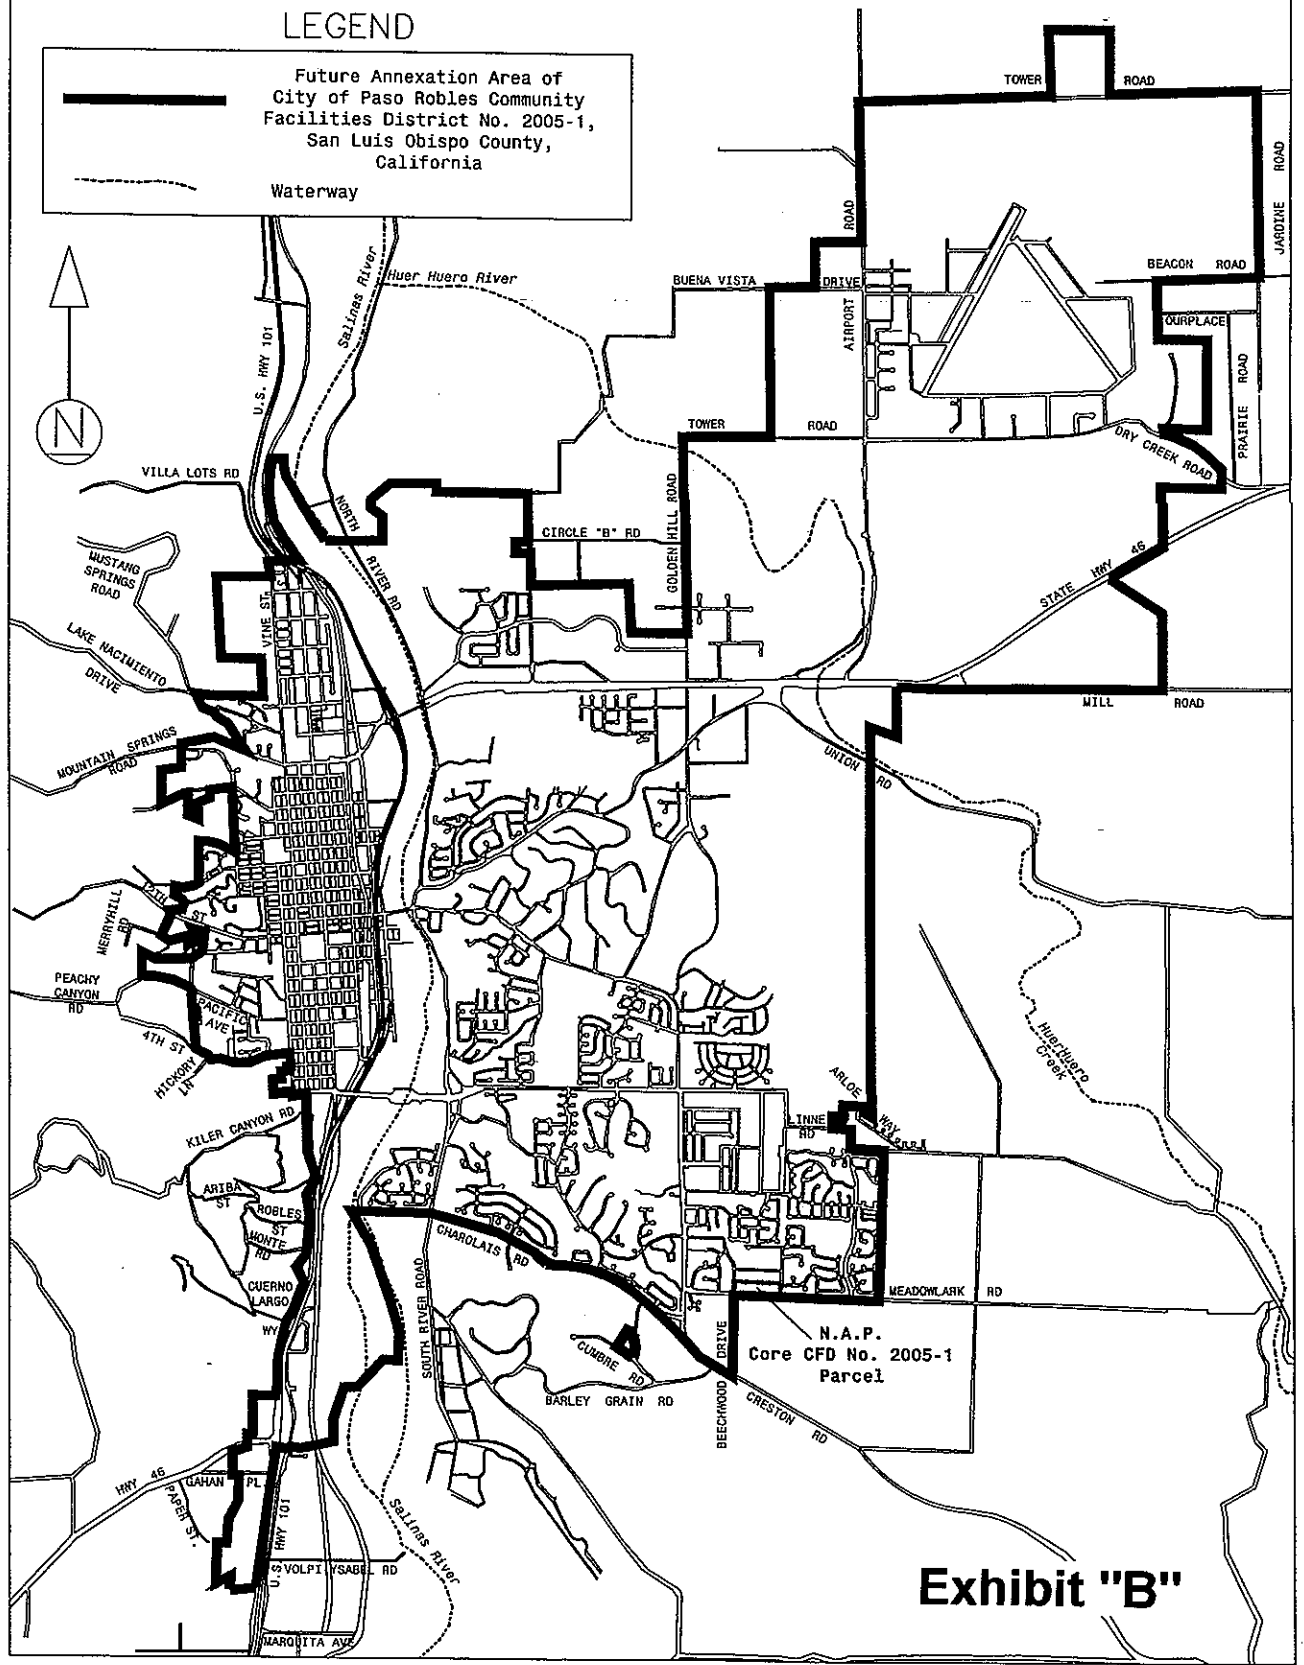 LEGEND
Future Annexation Area of
City of Paso Robles Community
Facilities District No. 2005-1,
San Luis Obispo County,
California
Waterway
N
TOWER ROAD
JARDINE ROAD
ROAD
BEACON ROAD
Salinas River
Huer Huero River
BUENA VISTA DRIVE
AIRPORT
OURPLACE
PRAIRIE ROAD
U.S. HWY 101
TOWER ROAD
DRY CREEK ROAD
VILLA LOTS RD
NORTH RIVER RD
CIRCLE "B" RD
GOLDEN HILL ROAD
STATE HWY 46
MUSTANG
SPRINGS
ROAD
VINE ST.
LAKE NACIMIENTO
DRIVE
MILL ROAD
MOUNTAIN SPRINGS
ROAD
UNION RD
12TH ST
MERRYHILL
RD
PEACHY
CANYON
RD
PACIFIC
AVE
4TH ST
HICKORY
LN
HuerHuero
Creek
ARLOE WAY
LINNE
RD
KILER CANYON RD
ARIBA
ST
ROBLES
ST
MONTE
RD
CUERNO
LARGO
WY
CHAROLAIS RD
SOUTH RIVER ROAD
MEADOWLARK RD
N.A.P.
Core CFD No. 2005-1
Parcel
CUMBRE RD
BEECHWOOD DRIVE
BARLEY GRAIN RD
CRESTON RD
HWY 46
GAHAN PL.
PAPER ST.
U.S. HWY 101
Salinas River
VOLPI YSABEL RD
MARQUITA AVE
Exhibit "B"